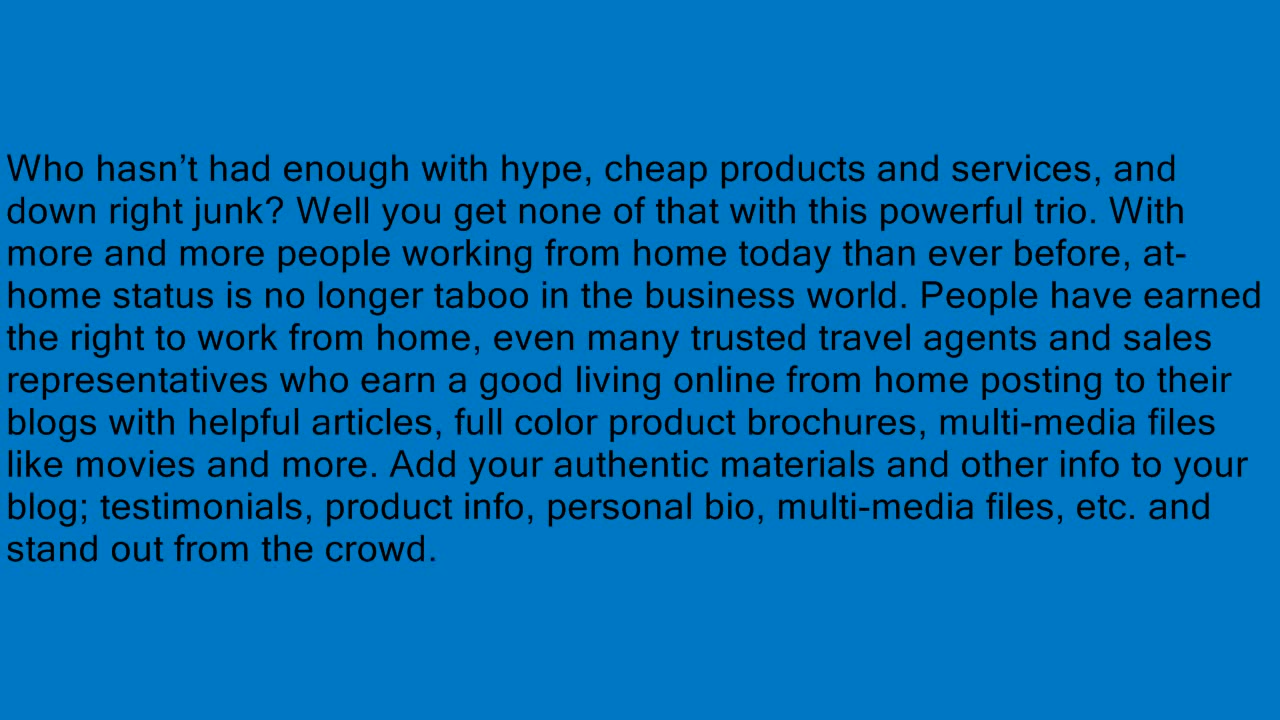 Who hasn’t had enough with hype, cheap products and services, and
down right junk? Well you get none of that with this powerful trio. With
more and more people working from home today than ever before, at-
home status is no longer taboo in the business world. People have earned
the right to work from home, even many trusted travel agents and sales
representatives who earn a good living online from home posting to their
blogs with helpful articles, full color product brochures, multi-media files
like movies and more. Add your authentic materials and other info to your
blog; testimonials, product info, personal bio, multi-media files, etc. and
stand out from the crowd.